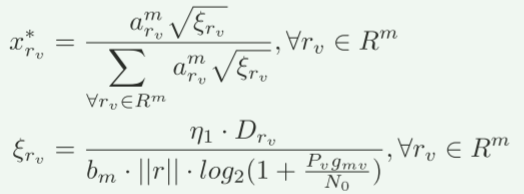 x^*_{r_v} = \frac{a^m_{r_v}\sqrt{\xi_{r_v}}}{\sum_{\forall r_v \in R^m} a^m_{r_v}\sqrt{\xi_{r_v}}}, \forall r_v \in R^m
\xi_{r_v} = \frac{\eta_1 \cdot D_{r_v}}{b_m \cdot ||r|| \cdot log_2(1 + \frac{P_v g_{mv}}{N_0})}, \forall r_v \in R^m